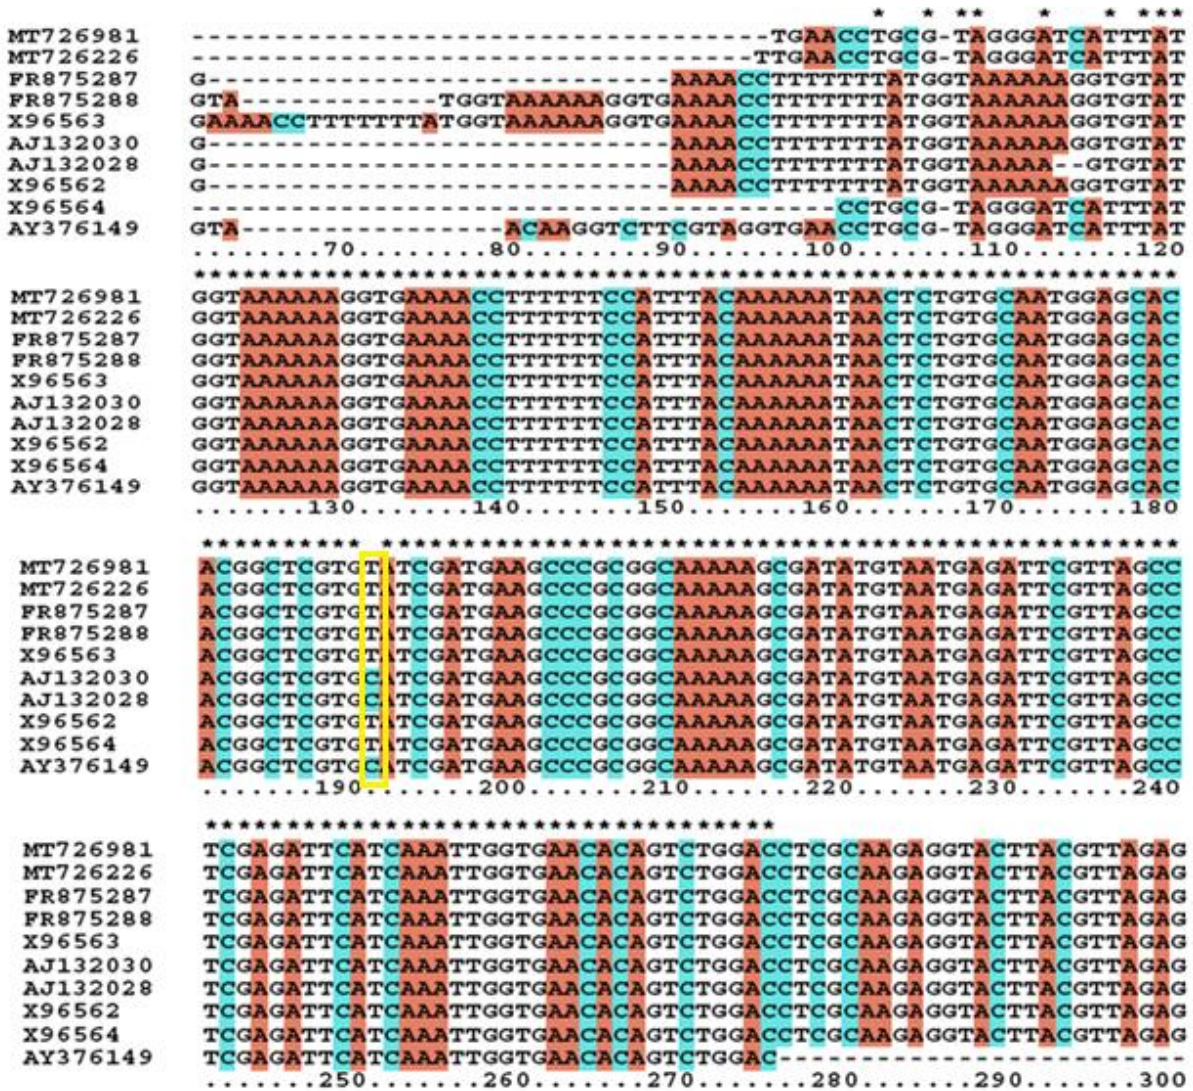 * * ** * * ***
MT726981 -----------------------------------TGAACCTGCG-TAGGGATCATTTAT
MT726226 ----------------------------------TTGAACCTGCG-TAGGGATCATTTAT
FR875287 G----------------------------AAAACCTTTTTTTATGGTAAAAAAGGTGTAT
FR875288 GTA------------TGGTAAAAAAGGTGAAAACCTTTTTTTATGGTAAAAAAGGTGTAT
X96563 GAAAACCTTTTTTTATGGTAAAAAAGGTGAAAACCTTTTTTTATGGTAAAAAAGGTGTAT
AJ132030 G----------------------------AAAACCTTTTTTTATGGTAAAAAAGGTGTAT
AJ132028 G----------------------------AAAACCTTTTTTTATGGTAAAAA--GTGTAT
X96562 G----------------------------AAAACCTTTTTTTATGGTAAAAAAGGTGTAT
X96564 ---------------------------------------CCTGCG-TAGGGATCATTTAT
AY376149 GTA----------------ACAAGGTCTTCGTAGGTGAACCTGCG-TAGGGATCATTTAT
........70........80........90.......100.......110.......120
************************************************************
MT726981 GGTAAAAAAGGTGAAAACCTTTTTTCCATTTACAAAAAATAACTCTGTGCAATGGAGCAC
MT726226 GGTAAAAAAGGTGAAAACCTTTTTTCCATTTACAAAAAATAACTCTGTGCAATGGAGCAC
FR875287 GGTAAAAAAGGTGAAAACCTTTTTTCCATTTACAAAAAATAACTCTGTGCAATGGAGCAC
FR875288 GGTAAAAAAGGTGAAAACCTTTTTTCCATTTACAAAAAATAACTCTGTGCAATGGAGCAC
X96563 GGTAAAAAAGGTGAAAACCTTTTTTCCATTTACAAAAAATAACTCTGTGCAATGGAGCAC
AJ132030 GGTAAAAAAGGTGAAAACCTTTTTTCCATTTACAAAAAATAACTCTGTGCAATGGAGCAC
AJ132028 GGTAAAAAAGGTGAAAACCTTTTTTCCATTTACAAAAAATAACTCTGTGCAATGGAGCAC
X96562 GGTAAAAAAGGTGAAAACCTTTTTTCCATTTACAAAAAATAACTCTGTGCAATGGAGCAC
X96564 GGTAAAAAAGGTGAAAACCTTTTTTCCATTTACAAAAAATAACTCTGTGCAATGGAGCAC
AY376149 GGTAAAAAAGGTGAAAACCTTTTTTCCATTTACAAAAAATAACTCTGTGCAATGGAGCAC
.......130.......140.......150.......160.......170.......180
********** *************************************************
MT726981 ACGGCTCGTGTATCGATGAAGCCCGCGGCAAAAAGCGATATGTAATGAGATTCGTTAGCC
MT726226 ACGGCTCGTGTATCGATGAAGCCCGCGGCAAAAAGCGATATGTAATGAGATTCGTTAGCC
FR875287 ACGGCTCGTGTATCGATGAAGCCCGCGGCAAAAAGCGATATGTAATGAGATTCGTTAGCC
FR875288 ACGGCTCGTGTATCGATGAAGCCCGCGGCAAAAAGCGATATGTAATGAGATTCGTTAGCC
X96563 ACGGCTCGTGTATCGATGAAGCCCGCGGCAAAAAGCGATATGTAATGAGATTCGTTAGCC
AJ132030 ACGGCTCGTGCATCGATGAAGCCCGCGGCAAAAAGCGATATGTAATGAGATTCGTTAGCC
AJ132028 ACGGCTCGTGCATCGATGAAGCCCGCGGCAAAAAGCGATATGTAATGAGATTCGTTAGCC
X96562 ACGGCTCGTGTATCGATGAAGCCCGCGGCAAAAAGCGATATGTAATGAGATTCGTTAGCC
X96564 ACGGCTCGTGTATCGATGAAGCCCGCGGCAAAAAGCGATATGTAATGAGATTCGTTAGCC
AY376149 ACGGCTCGTGCATCGATGAAGCCCGCGGCAAAAAGCGATATGTAATGAGATTCGTTAGCC
.......190.......200.......210.......220.......230.......240
***********************************
MT726981 TCGAGATTCATCAAATTGGTGAACACAGTCTGGACCTCGCAAGAGGTACTTACGTTAGAG
MT726226 TCGAGATTCATCAAATTGGTGAACACAGTCTGGACCTCGCAAGAGGTACTTACGTTAGAG
FR875287 TCGAGATTCATCAAATTGGTGAACACAGTCTGGACCTCGCAAGAGGTACTTACGTTAGAG
FR875288 TCGAGATTCATCAAATTGGTGAACACAGTCTGGACCTCGCAAGAGGTACTTACGTTAGAG
X96563 TCGAGATTCATCAAATTGGTGAACACAGTCTGGACCTCGCAAGAGGTACTTACGTTAGAG
AJ132030 TCGAGATTCATCAAATTGGTGAACACAGTCTGGACCTCGCAAGAGGTACTTACGTTAGAG
AJ132028 TCGAGATTCATCAAATTGGTGAACACAGTCTGGACCTCGCAAGAGGTACTTACGTTAGAG
X96562 TCGAGATTCATCAAATTGGTGAACACAGTCTGGACCTCGCAAGAGGTACTTACGTTAGAG
X96564 TCGAGATTCATCAAATTGGTGAACACAGTCTGGACCTCGCAAGAGGTACTTACGTTAGAG
AY376149 TCGAGATTCATCAAATTGGTGAACACAGTCTGGAC-------------------------
.......250.......260.......270.......280.......290.......300